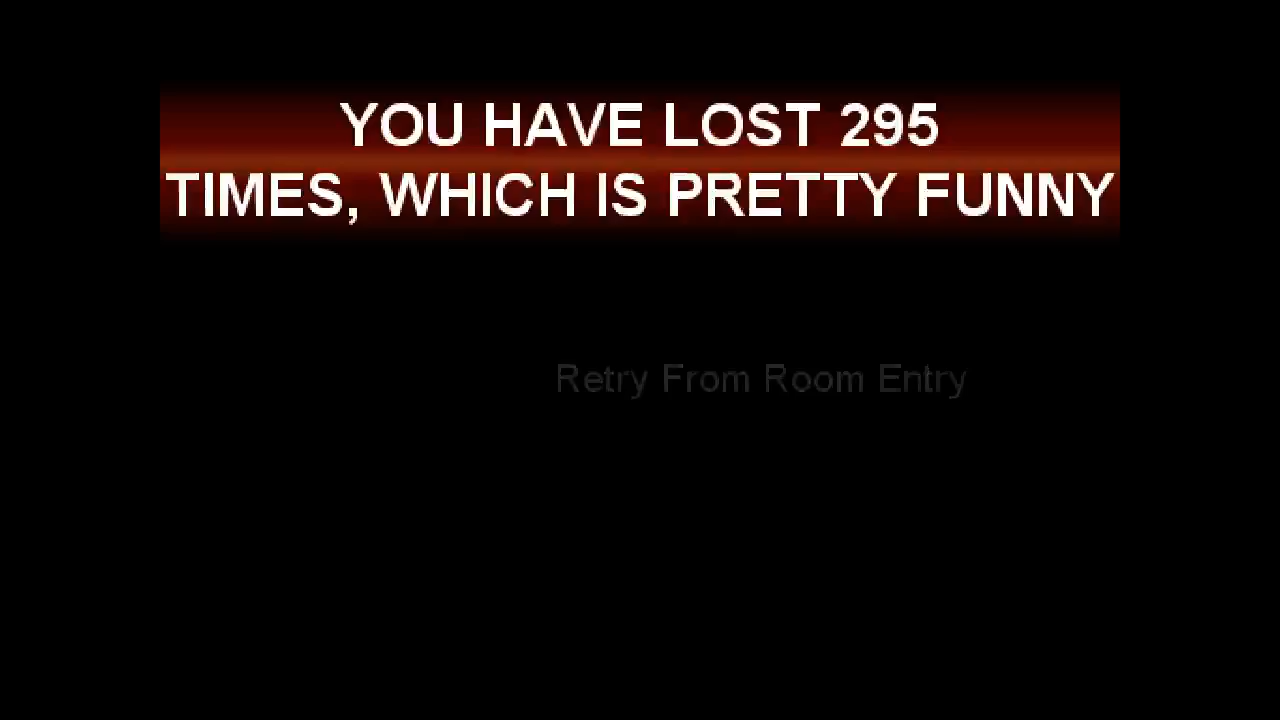 YOU HAVE LOST 295
TIMES, WHICH IS PRETTY FUNNY
Retry From Room Entry